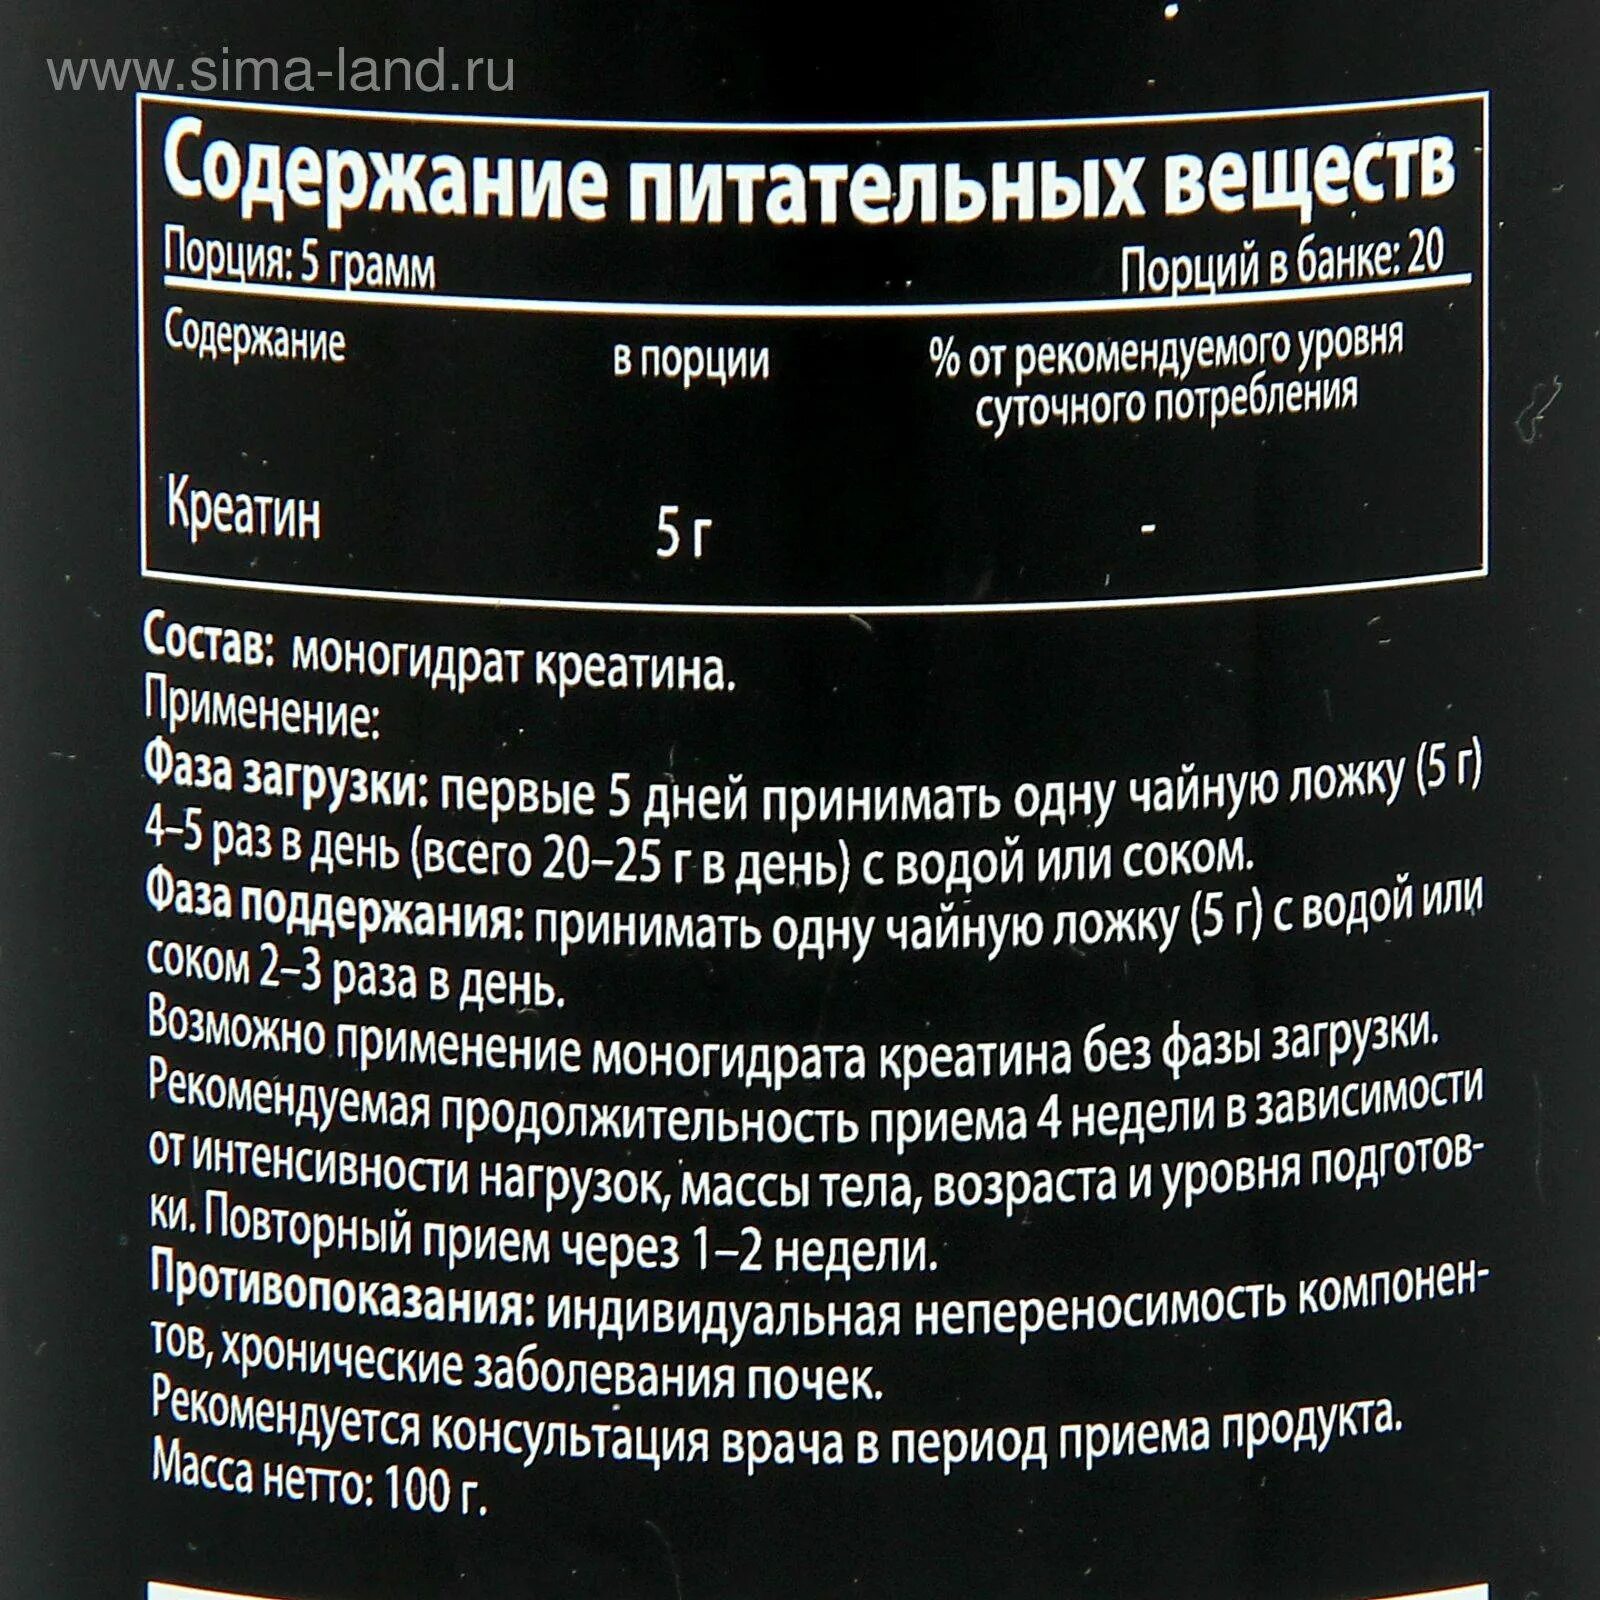 www.sima-land.ru
Содержание питательных веществ
Порция: 5 грамм Порций в банке: 20
Содержание в порции % от рекомендуемого уровня
суточного потребления
Креатин 5 г -
Состав: моногидрат креатина.
Применение:
Фаза загрузки: первые 5 дней принимать одну чайную ложку (5 г)
4–5 раз в день (всего 20–25 г в день) с водой или соком.
Фаза поддержания: принимать одну чайную ложку (5 г) с водой или
соком 2–3 раза в день.
Возможно применение моногидрата креатина без фазы загрузки.
Рекомендуемая продолжительность приема 4 недели в зависимости
от интенсивности нагрузок, массы тела, возраста и уровня подготов-
ки. Повторный прием через 1–2 недели.
Противопоказания: индивидуальная непереносимость компонен-
тов, хронические заболевания почек.
Рекомендуется консультация врача в период приема продукта.
Масса нетто: 100 г.